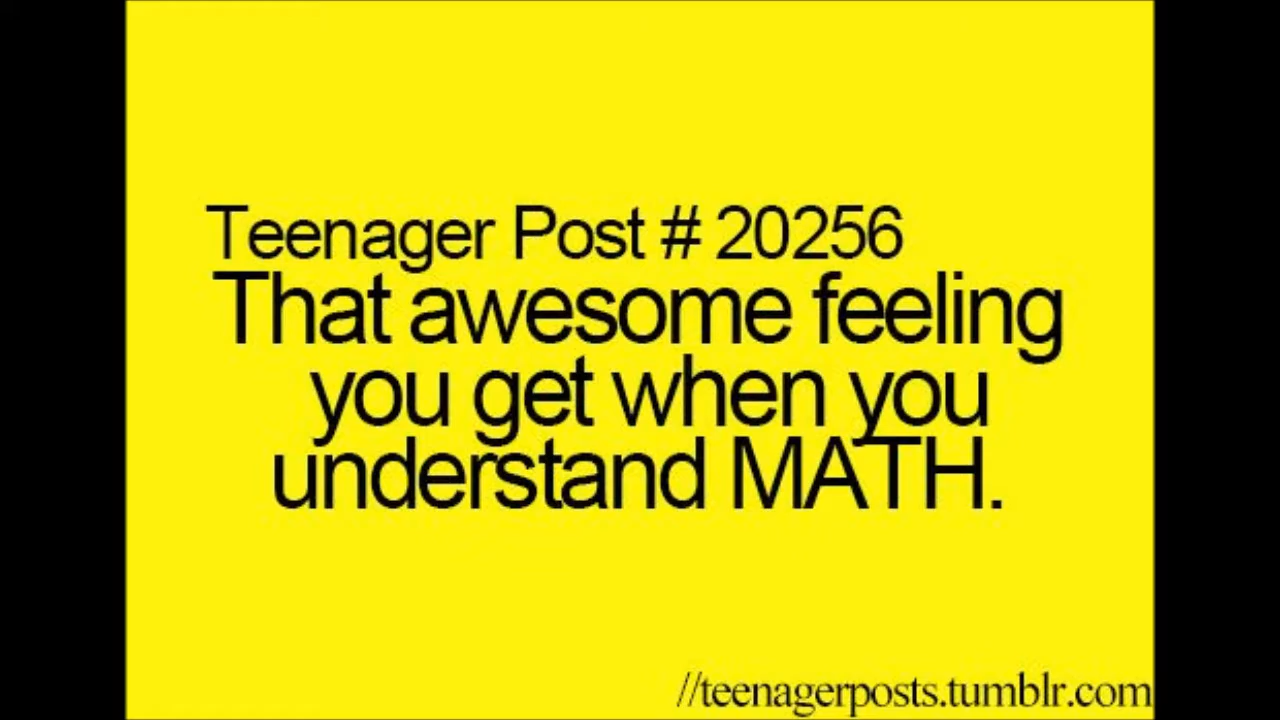 Teenager Post # 20256
That awesome feeling
you get when you
understand MATH.
//teenagerposts.tumblr.com